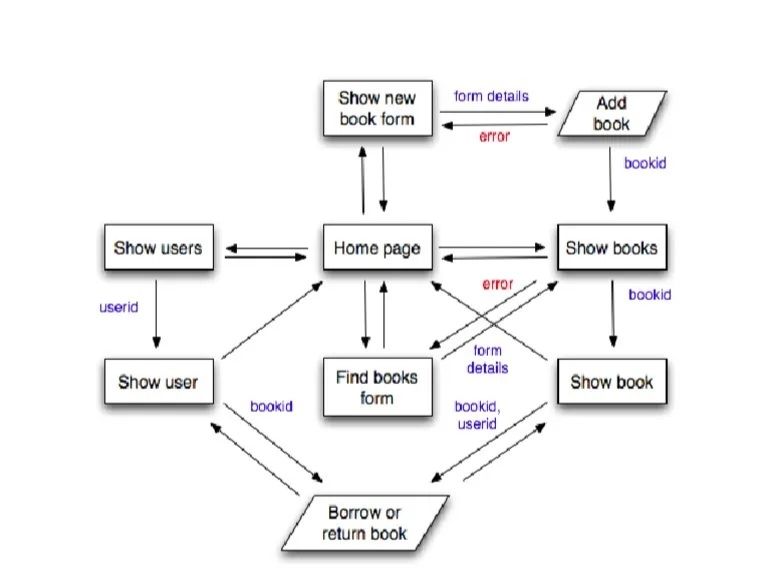 Show new
book form
form details
error
Add
book
bookid
Show users
Home page
Show books
userid
error
bookid
Show user
Find books
form
form
details
Show book
bookid
bookid,
userid
Borrow or
return book